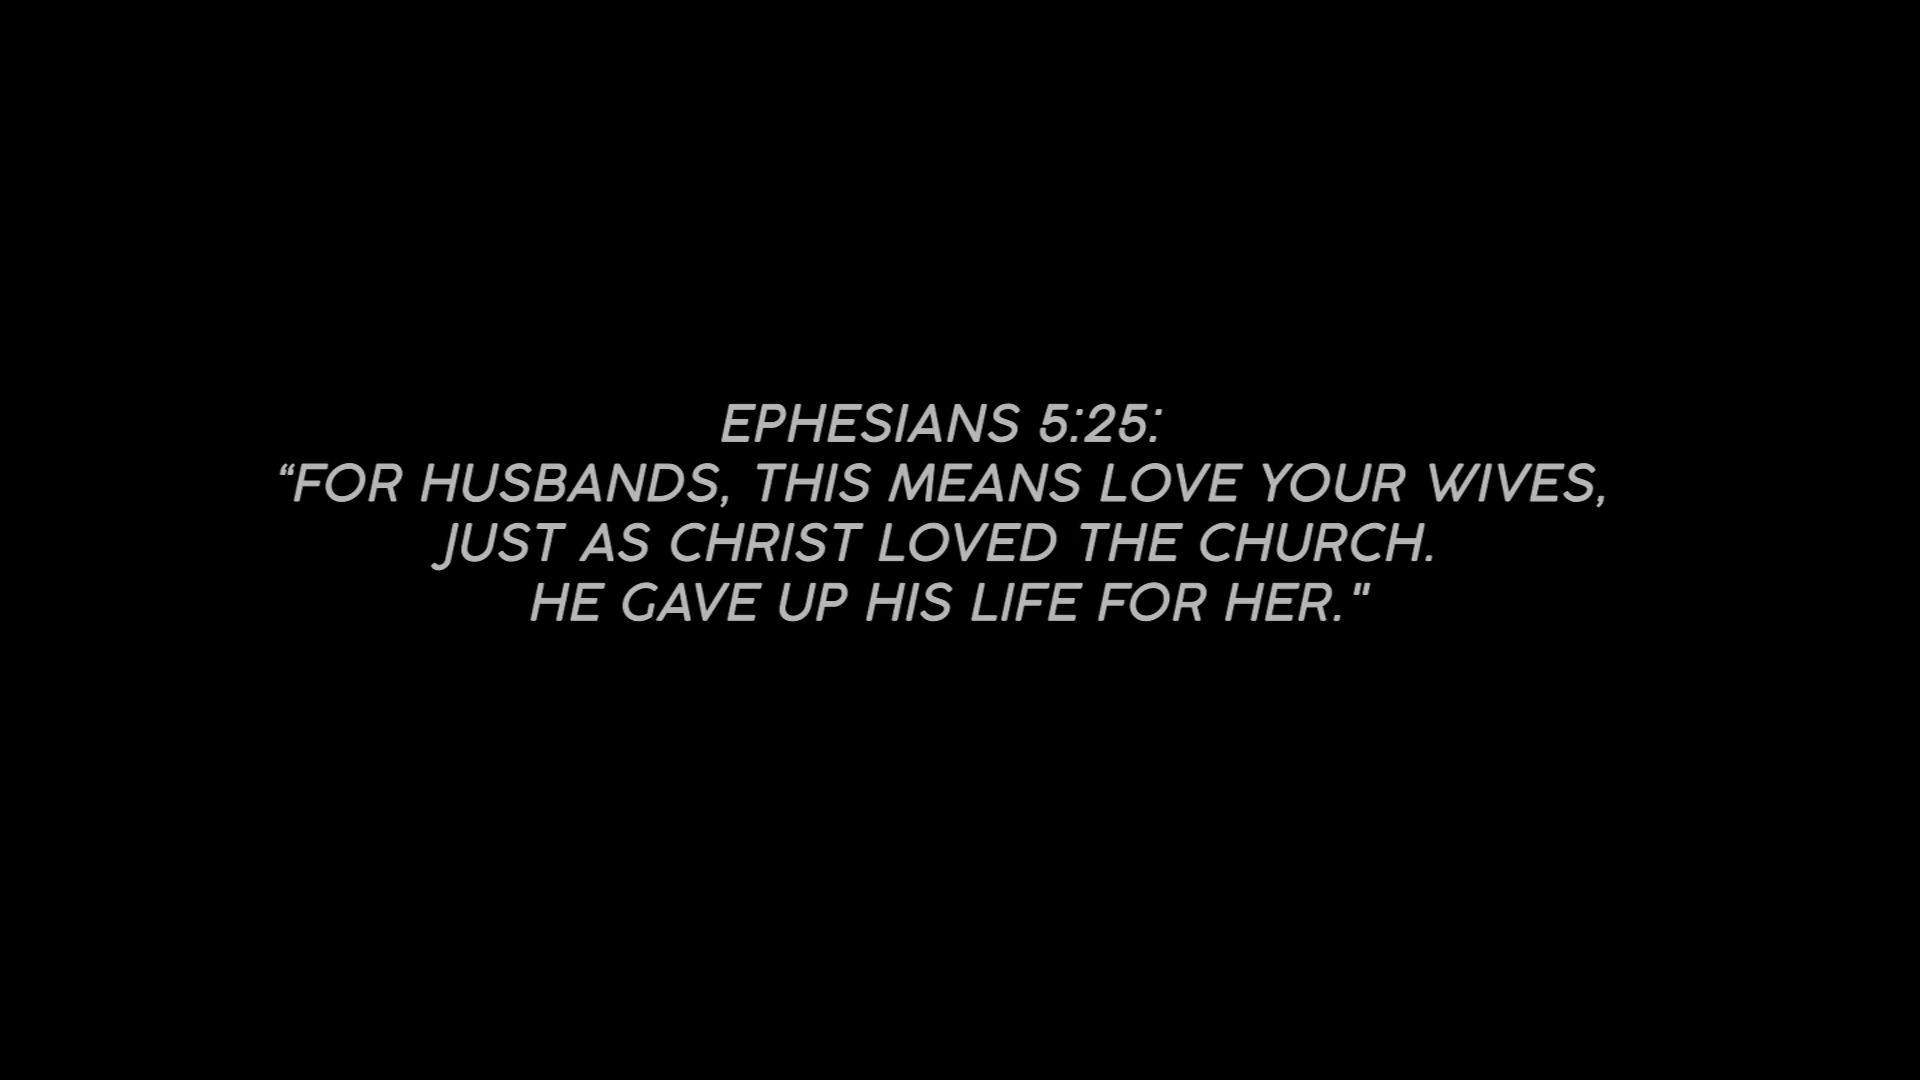 EPHESIANS 5:25:
“FOR HUSBANDS, THIS MEANS LOVE YOUR WIVES,
JUST AS CHRIST LOVED THE CHURCH.
HE GAVE UP HIS LIFE FOR HER."